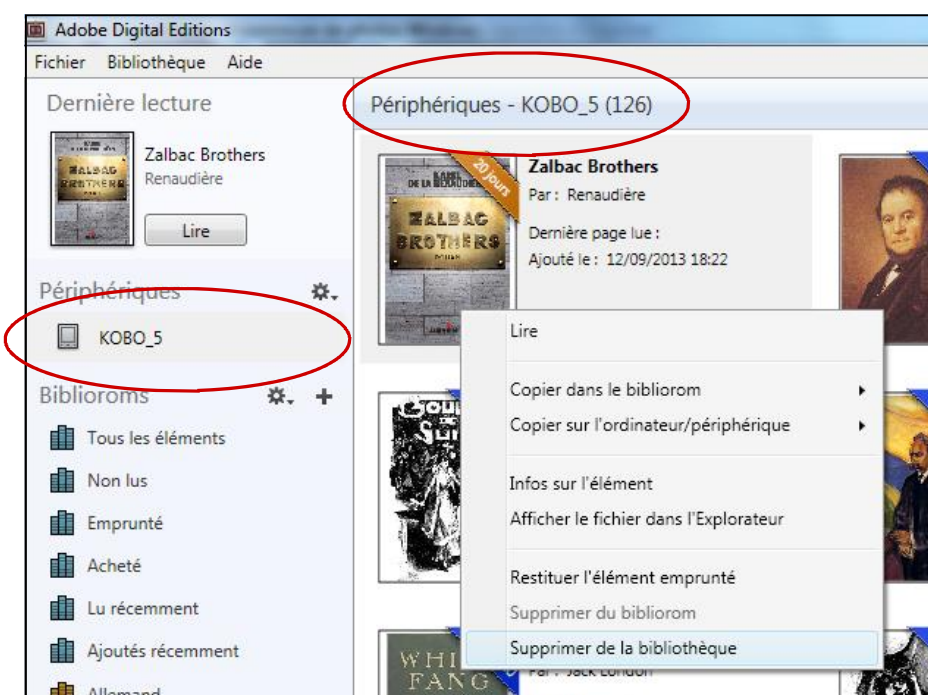 Adobe Digital Editions
Fichier Bibliothèque Aide
Dernière lecture
ZALBAC
BROTHERS
Zalbac Brothers
Renaudière
Lire
Périphériques
KOBO_5
Biblioroms
Tous les éléments
Non lus
Emprunté
Acheté
Lu récemment
Ajoutés récemment
Allemand
Périphériques - KOBO_5 (126)
20 jours
ZALBAC
BROTHERS
ROMAN
Zalbac Brothers
Par : Renaudière
Dernière page lue :
Ajouté le : 12/09/2013 18:22
Lire
Copier dans le bibliorom
Copier sur l'ordinateur/périphérique
Infos sur l'élément
Afficher le fichier dans l'Explorateur
Restituer l'élément emprunté
Supprimer du bibliorom
Supprimer de la bibliothèque
WHI
FANG
Par : Jack London